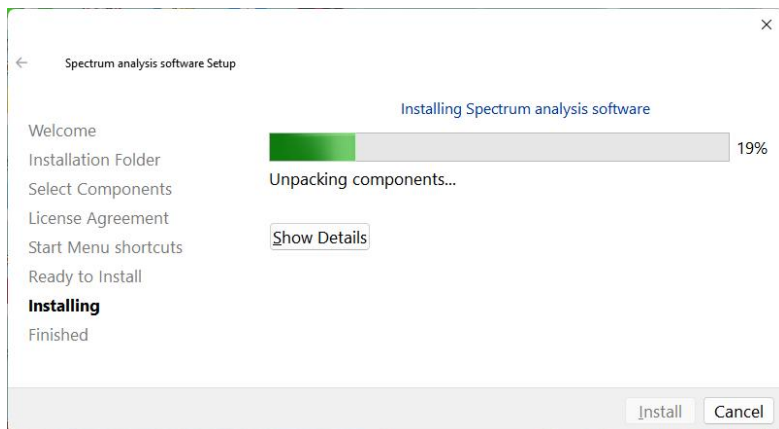 Spectrum analysis software Setup
Welcome
Installation Folder
Select Components
License Agreement
Start Menu shortcuts
Ready to Install
Installing
Finished
Installing Spectrum analysis software
19%
Unpacking components...
Show Details
Install
Cancel